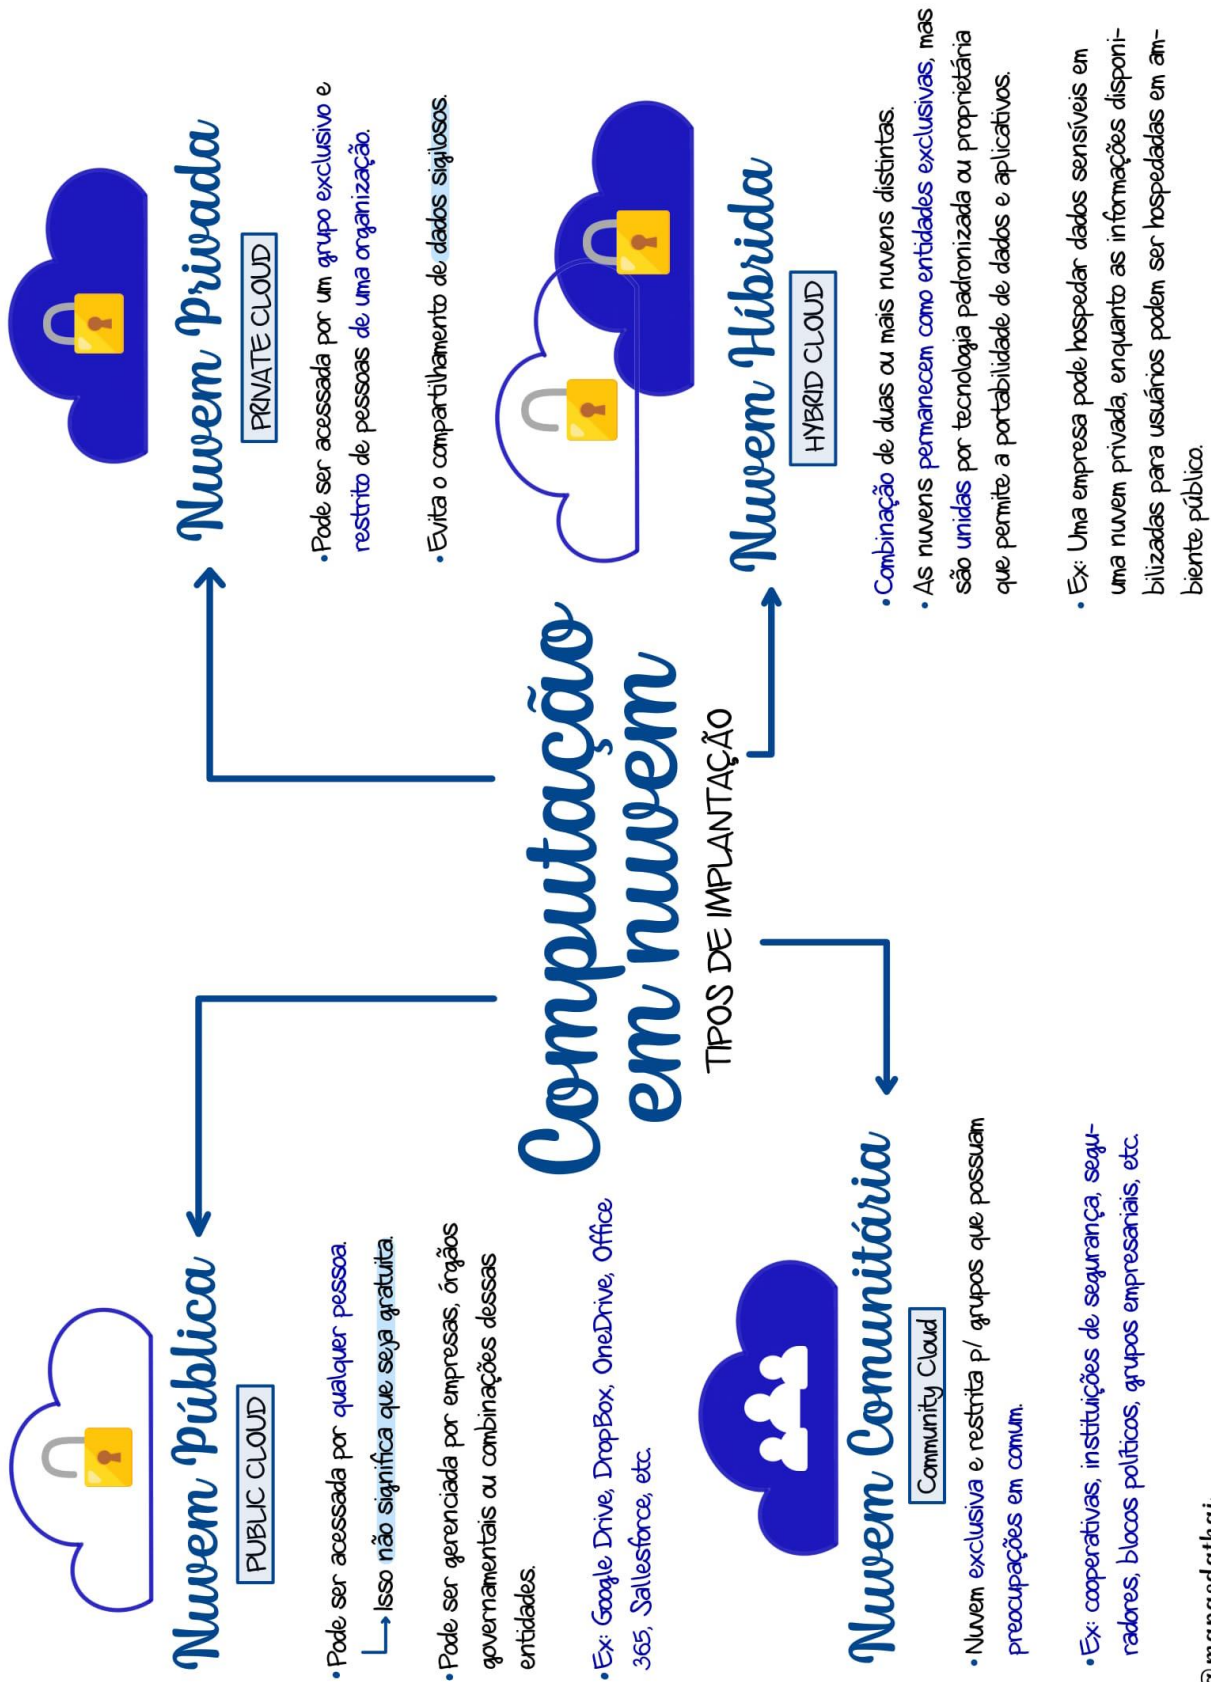 Computação
em nuvem
TIPOS DE IMPLANTAÇÃO
Nuvem Pública
PUBLIC CLOUD
• Pode ser acessada por qualquer pessoa.
Isso não significa que seja gratuita.
• Pode ser gerenciada por empresas, órgãos
governamentais ou combinações dessas
entidades.
• Ex: Google Drive, DropBox, OneDrive, Office
365, Sallesforce, etc.
Nuvem Privada
PRIVATE CLOUD
• Pode ser acessada por um grupo exclusivo e
restrito de pessoas de uma organização.
• Evita o compartilhamento de dados sigilosos.
Nuvem Comunitária
Community Cloud
• Nuvem exclusiva e restrita p/ grupos que possuam
preocupações em comum.
• Ex: cooperativas, instituições de segurança, segu-
radores, blocos políticos, grupos empresariais, etc.
Nuvem Híbrida
HYBRID CLOUD
• Combinação de duas ou mais nuvens distintas.
• As nuvens permanecem como entidades exclusivas, mas
são unidas por tecnologia padronizada ou proprietária
que permite a portabilidade de dados e aplicativos.
• Ex: Uma empresa pode hospedar dados sensíveis em
uma nuvem privada, enquanto as informações disponi-
bilizadas para usuários podem ser hospedadas em am-
biente público.